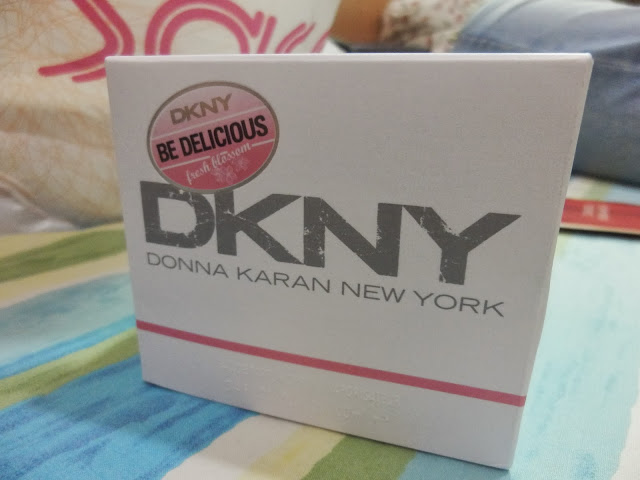 DKNY
BE DELICIOUS
fresh blossom
DKNY
DONNA KARAN NEW YORK